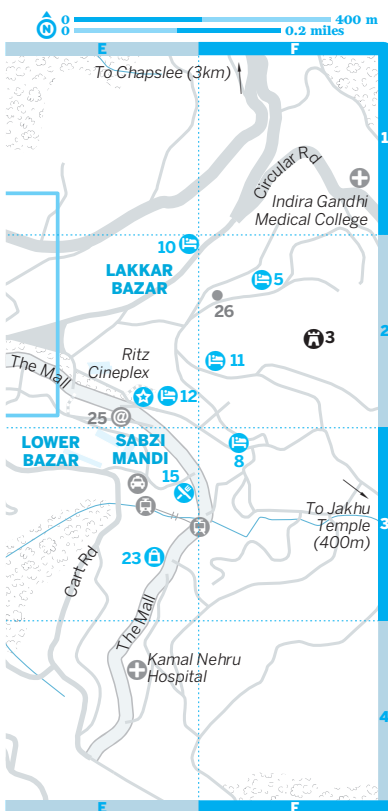 0 400 m
N
0 0.2 miles
E F
To Chapslee (3km)
1
Circular Rd
Indira Gandhi
Medical College
10
LAKKAR
BAZAR
5
26
2
3
Ritz
Cineplex
11
The Mall
12
25 @
LOWER
BAZAR
SABZI
MANDI
8
15
3
To Jakhu
Temple
(400m)
23
Cart Rd
The Mall
Kamal Nehru
Hospital
4
E F